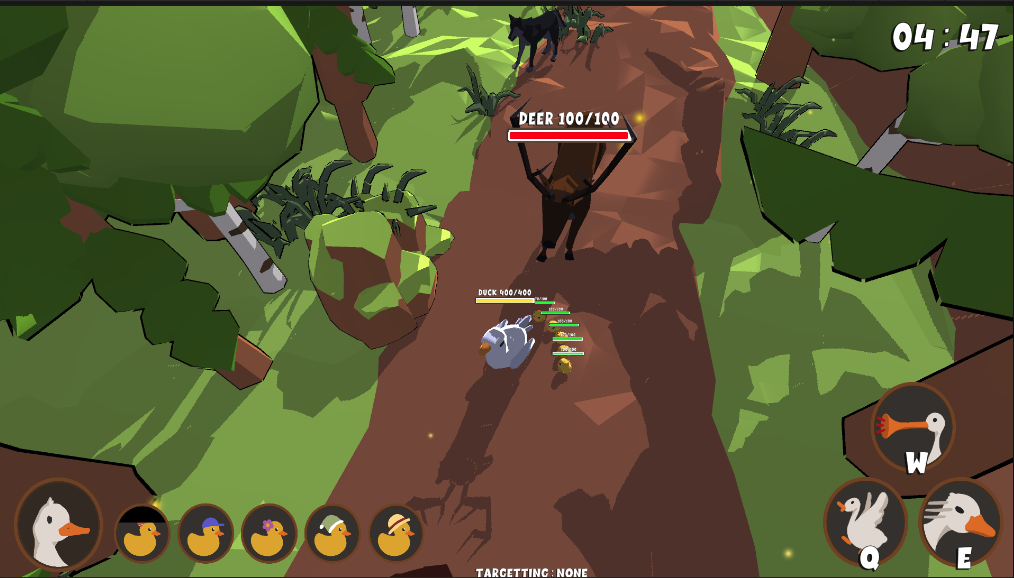 04:47
DEER 100/100
DUCK 400/400
W
Q
E
TARGETTING : NONE